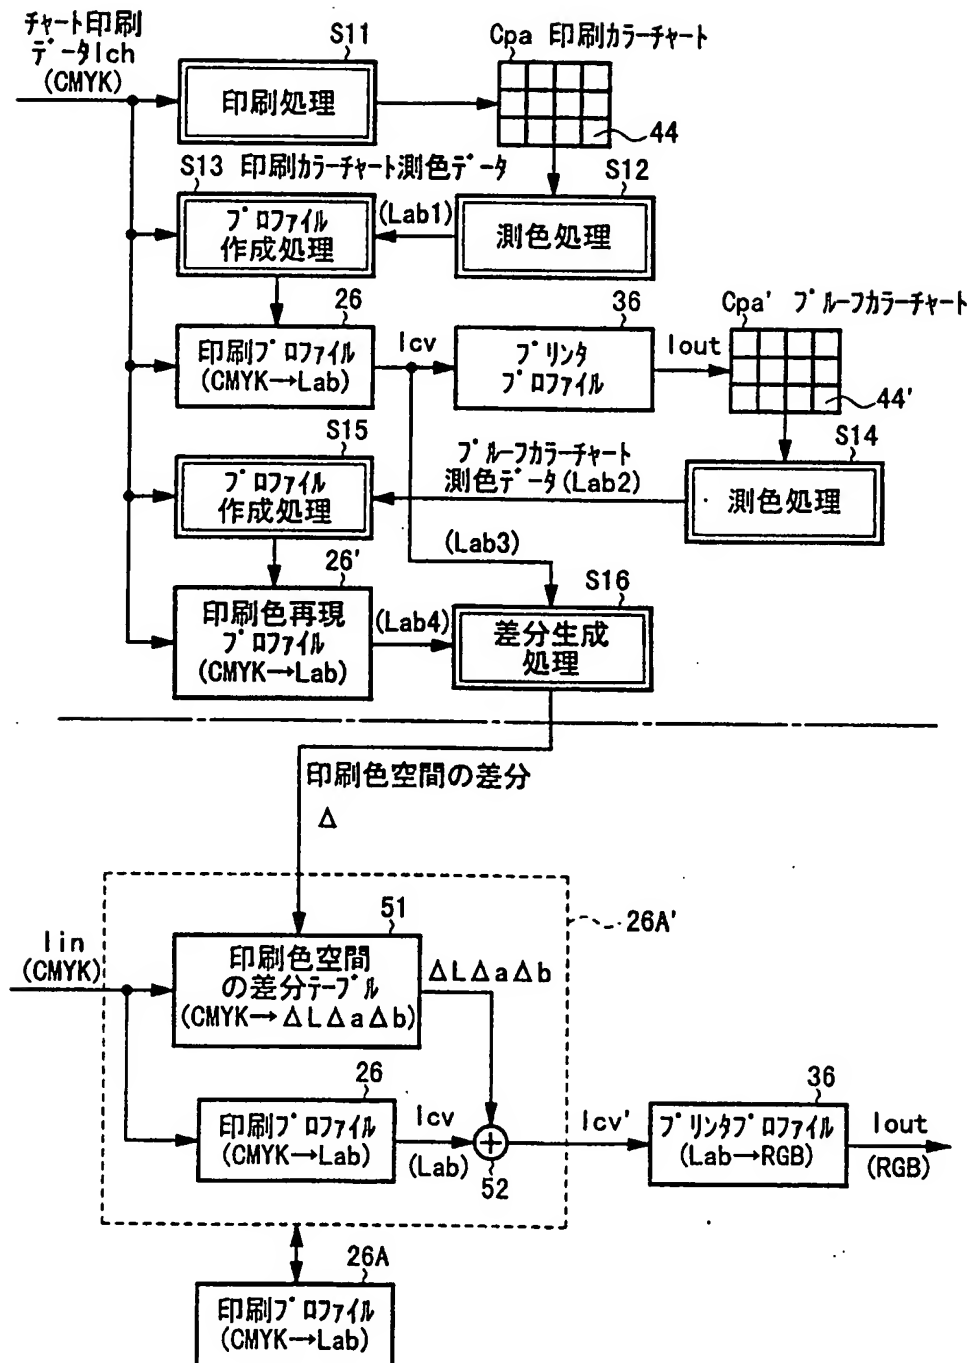 チャート印刷
データIch
(CMYK)
S11
印刷処理
Cpa 印刷カラーチャート
44
S13 印刷カラーチャート測色データ
(Lab1)
S12
プロファイル
作成処理
測色処理
26
印刷プロファイル
(CMYK→Lab)
Icv
36
プリンタ
プロファイル
Iout
Cpa' プルーフカラーチャート
44'
S15
プロファイル
作成処理
プルーフカラーチャート
測色データ(Lab2)
S14
測色処理
(Lab3)
26'
印刷色再現
プロファイル
(CMYK→Lab)
(Lab4)
S16
差分生成
処理
印刷色空間の差分
Δ
26A'
Iin
(CMYK)
51
印刷色空間
の差分テーブル
(CMYK→ΔLΔaΔb)
ΔLΔaΔb
26
印刷プロファイル
(CMYK→Lab)
Icv
(Lab)
52
Icv'
36
プリンタプロファイル
(Lab→RGB)
Iout
(RGB)
26A
印刷プロファイル
(CMYK→Lab)